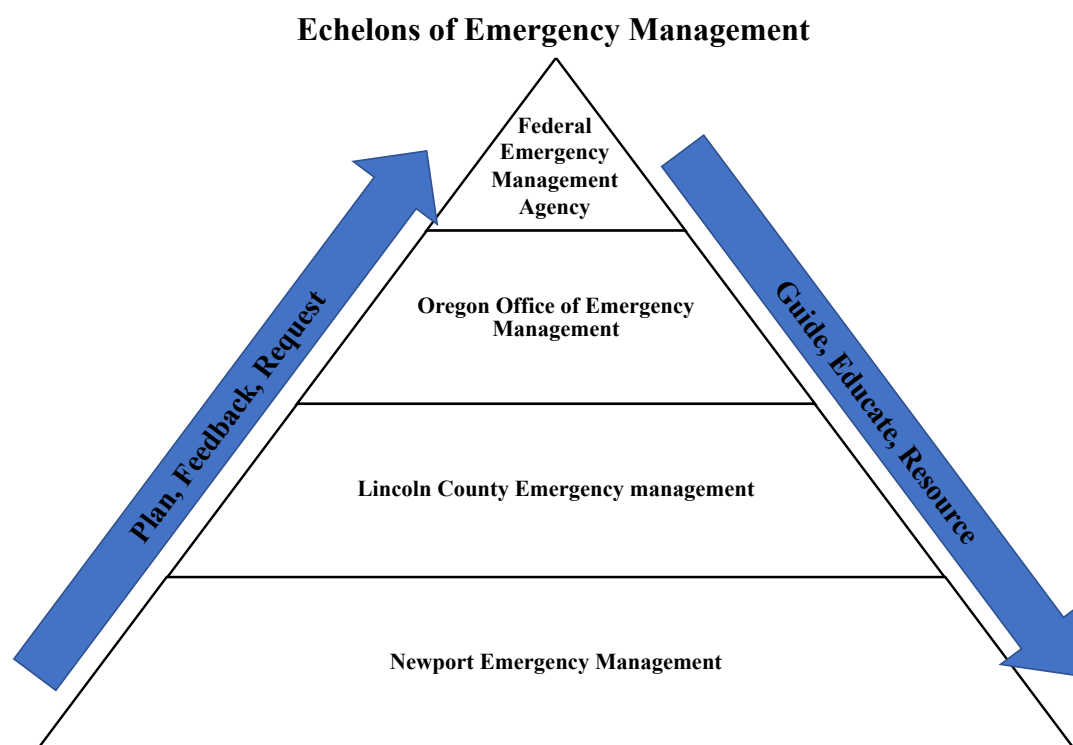 Echelons of Emergency Management
Federal
Emergency
Management
Agency
Oregon Office of Emergency
Management
Lincoln County Emergency management
Newport Emergency Management
Plan, Feedback, Request
Guide, Educate, Resource